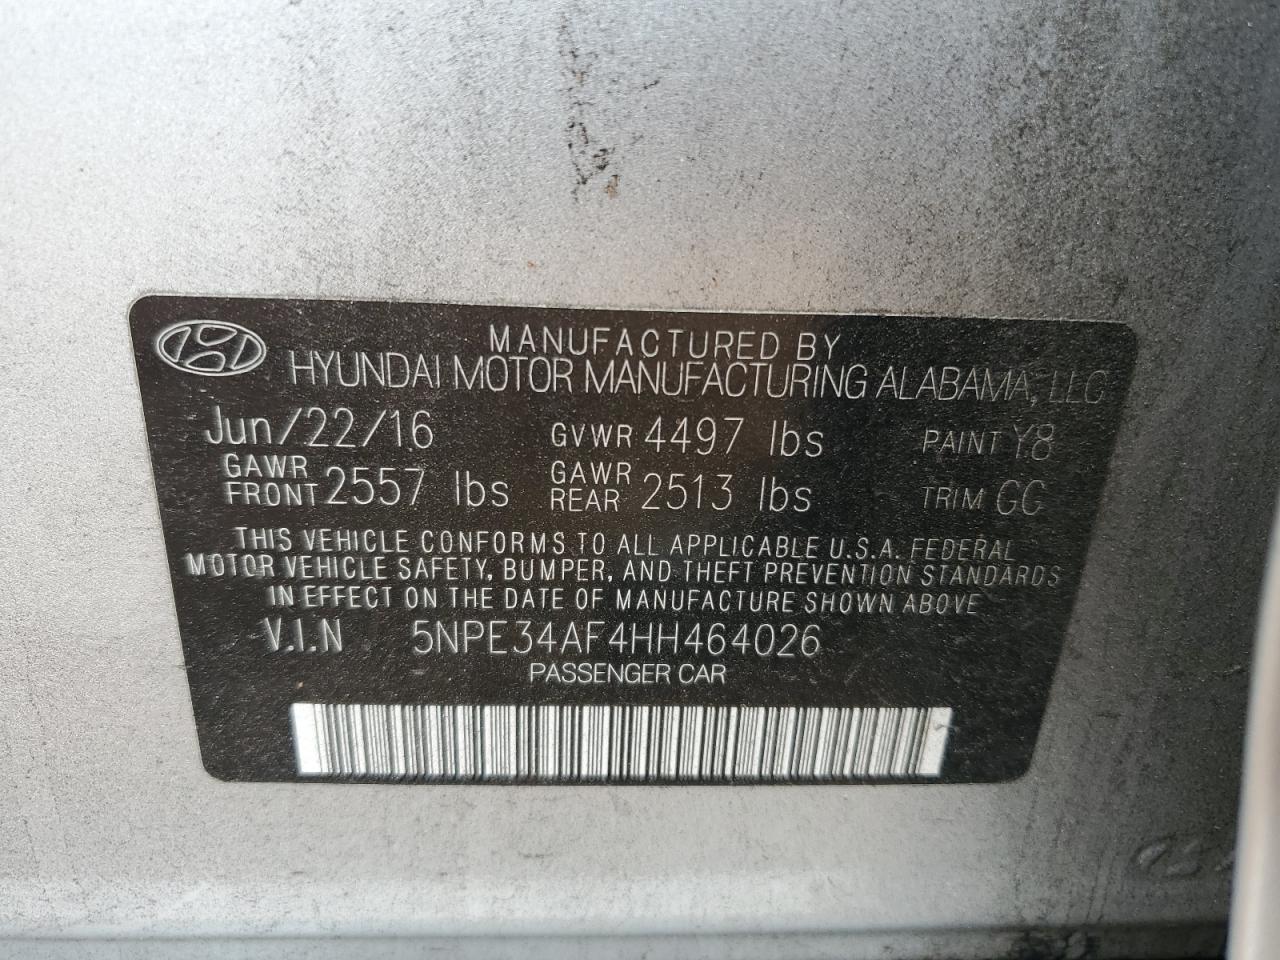 MANUFACTURED BY
HYUNDAI MOTOR MANUFACTURING ALABAMA, LLC
Jun/22/16 GVWR 4497 lbs PAINT Y8
GAWR FRONT 2557 lbs GAWR REAR 2513 lbs TRIM GG
THIS VEHICLE CONFORMS TO ALL APPLICABLE U.S.A. FEDERAL
MOTOR VEHICLE SAFETY, BUMPER, AND THEFT PREVENTION STANDARDS
IN EFFECT ON THE DATE OF MANUFACTURE SHOWN ABOVE
V.I.N 5NPE34AF4HH464026
PASSENGER CAR